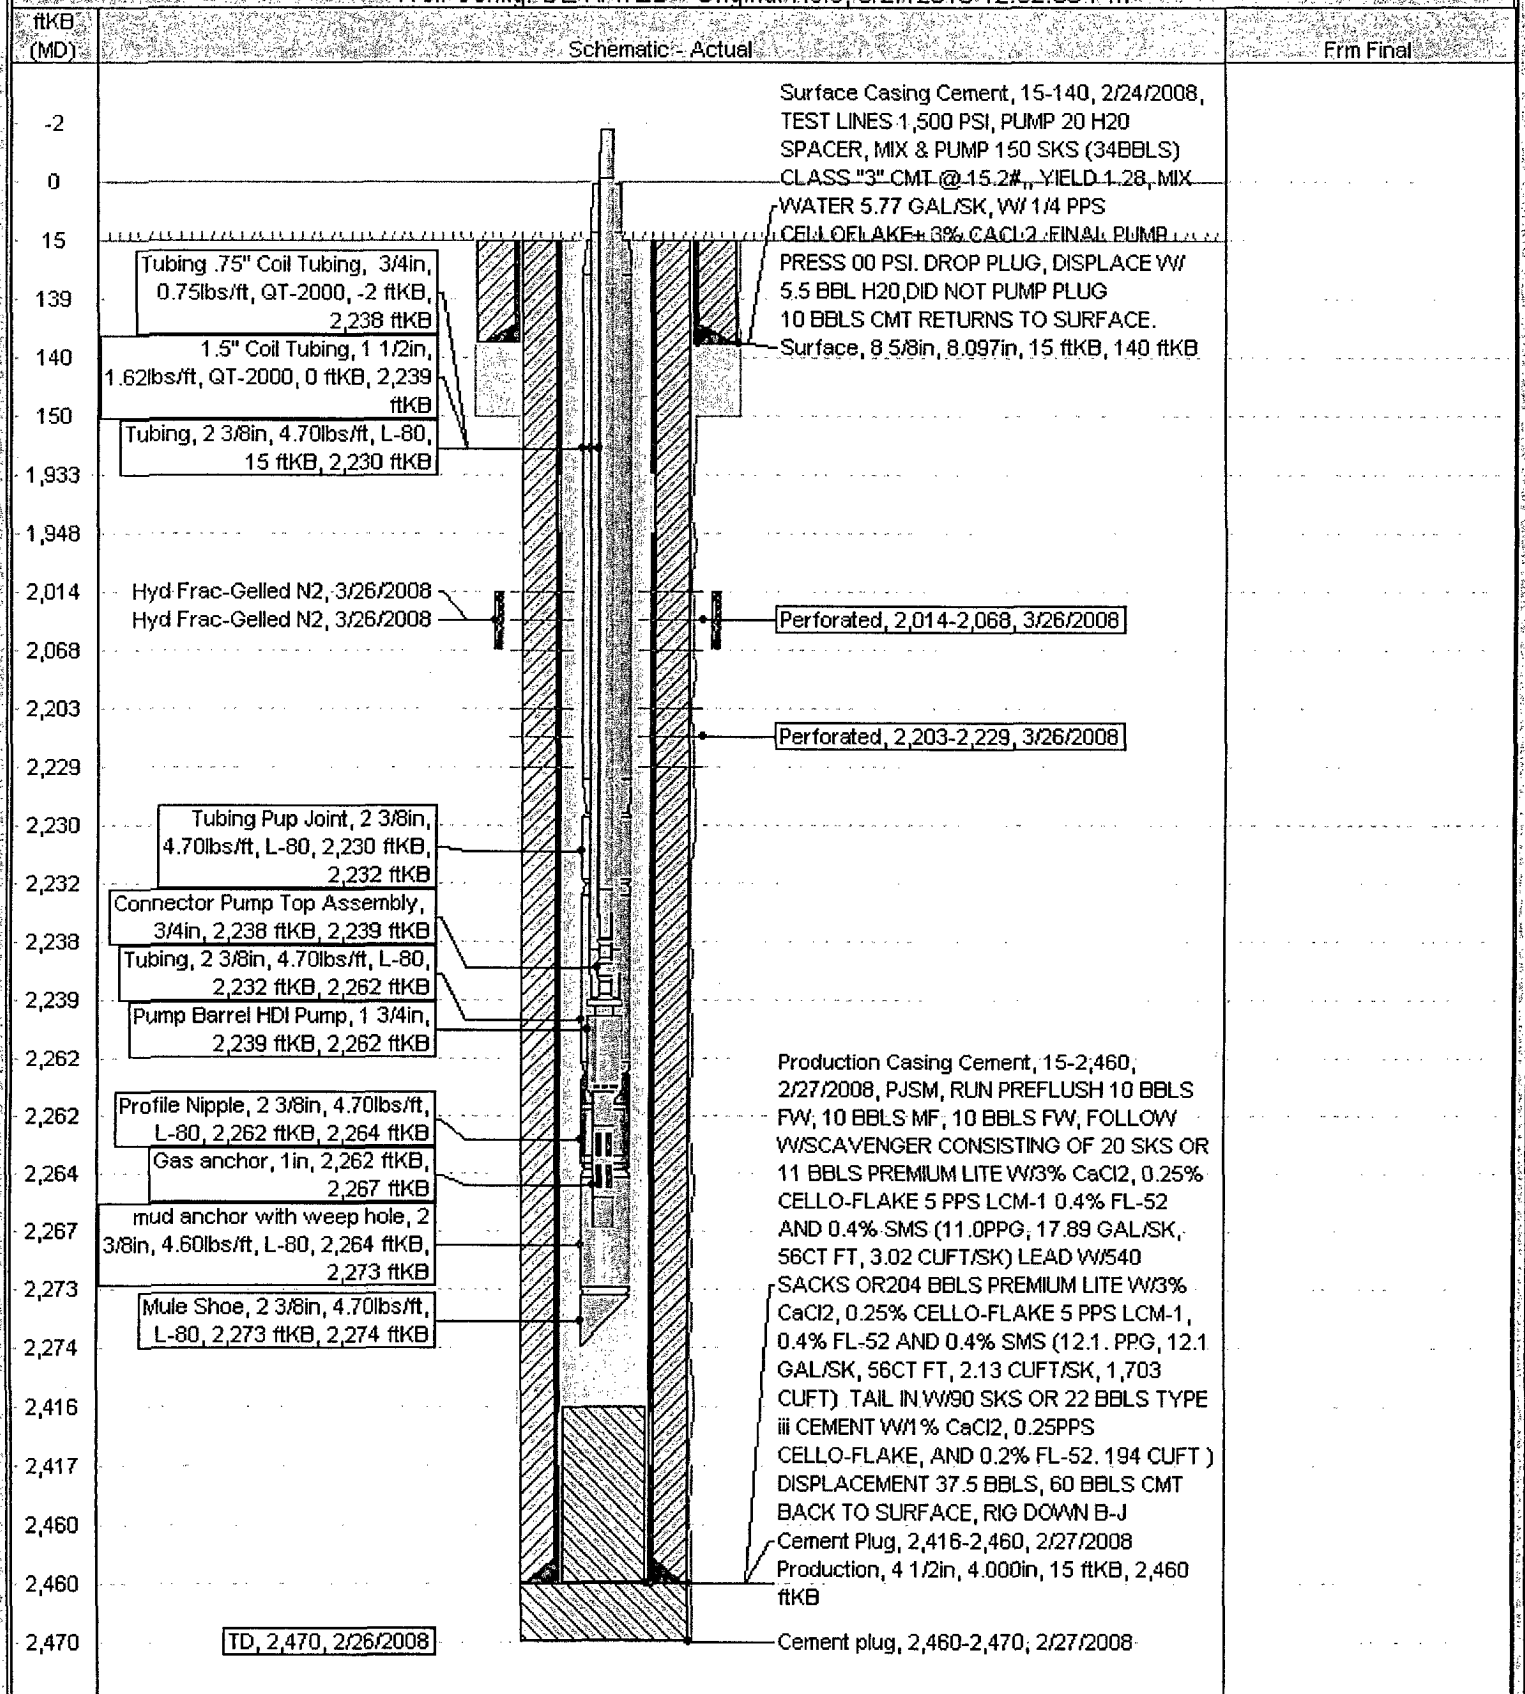 ftKB
(MD)
Schematic - Actual
Frm Final
-2
0
15
139
140
150
1,933
1,948
2,014
2,068
2,203
2,229
2,230
2,232
2,238
2,239
2,262
2,262
2,264
2,267
2,273
2,274
2,416
2,417
2,460
2,460
2,470
Tubing .75" Coil Tubing, 3/4in,
0.75lbs/ft, QT-2000, -2 ftKB,
2,238 ftKB
1.5" Coil Tubing, 1 1/2in,
1.62lbs/ft, QT-2000, 0 ftKB, 2,239
ftKB
Tubing, 2 3/8in, 4.70lbs/ft, L-80,
15 ftKB, 2,230 ftKB
Hyd Frac-Gelled N2, 3/26/2008
Hyd Frac-Gelled N2, 3/26/2008
Tubing Pup Joint, 2 3/8in,
4.70lbs/ft, L-80, 2,230 ftKB,
2,232 ftKB
Connector Pump Top Assembly,
3/4in, 2,238 ftKB, 2,239 ftKB
Tubing, 2 3/8in, 4.70lbs/ft, L-80,
2,232 ftKB, 2,262 ftKB
Pump Barrel HDI Pump, 1 3/4in,
2,239 ftKB, 2,262 ftKB
Profile Nipple, 2 3/8in, 4.70lbs/ft,
L-80, 2,262 ftKB, 2,264 ftKB
Gas anchor, 1in, 2,262 ftKB,
2,267 ftKB
mud anchor with weep hole, 2
3/8in, 4.60lbs/ft, L-80, 2,264 ftKB,
2,273 ftKB
Mule Shoe, 2 3/8in, 4.70lbs/ft,
L-80, 2,273 ftKB, 2,274 ftKB
TD, 2,470, 2/26/2008
Surface Casing Cement, 15-140, 2/24/2008,
TEST LINES 1,500 PSI, PUMP 20 H20
SPACER, MIX & PUMP 150 SKS (34BBLS)
CLASS "3" CMT @ 15.2#,, YIELD 1.28, MIX
WATER 5.77 GAL/SK, W/ 1/4 PPS
CELLOFLAKE+ 3% CACL2. FINAL PUMP
PRESS 00 PSI. DROP PLUG, DISPLACE W/
5.5 BBL H20,DID NOT PUMP PLUG
10 BBLS CMT RETURNS TO SURFACE.
Surface, 8 5/8in, 8.097in, 15 ftKB, 140 ftKB
Perforated, 2,014-2,068, 3/26/2008
Perforated, 2,203-2,229, 3/26/2008
Production Casing Cement, 15-2,460,
2/27/2008, PJSM, RUN PREFLUSH 10 BBLS
FW, 10 BBLS MF, 10 BBLS FW, FOLLOW
W/SCAVENGER CONSISTING OF 20 SKS OR
11 BBLS PREMIUM LITE W/3% CaCl2, 0.25%
CELLO-FLAKE 5 PPS LCM-1 0.4% FL-52
AND 0.4% SMS (11.0PPG, 17.89 GAL/SK,
56CT FT, 3.02 CUFT/SK) LEAD W/540
SACKS OR204 BBLS PREMIUM LITE W/3%
CaCl2, 0.25% CELLO-FLAKE 5 PPS LCM-1,
0.4% FL-52 AND 0.4% SMS (12.1. PPG, 12.1
GAL/SK, 56CT FT, 2.13 CUFT/SK, 1,703
CUFT) TAIL IN W/90 SKS OR 22 BBLS TYPE
iii CEMENT W/1% CaCl2, 0.25PPS
CELLO-FLAKE, AND 0.2% FL-52. 194 CUFT )
DISPLACEMENT 37.5 BBLS, 60 BBLS CMT
BACK TO SURFACE, RIG DOWN B-J
Cement Plug, 2,416-2,460, 2/27/2008
Production, 4 1/2in, 4.000in, 15 ftKB, 2,460
ftKB
Cement plug, 2,460-2,470, 2/27/2008